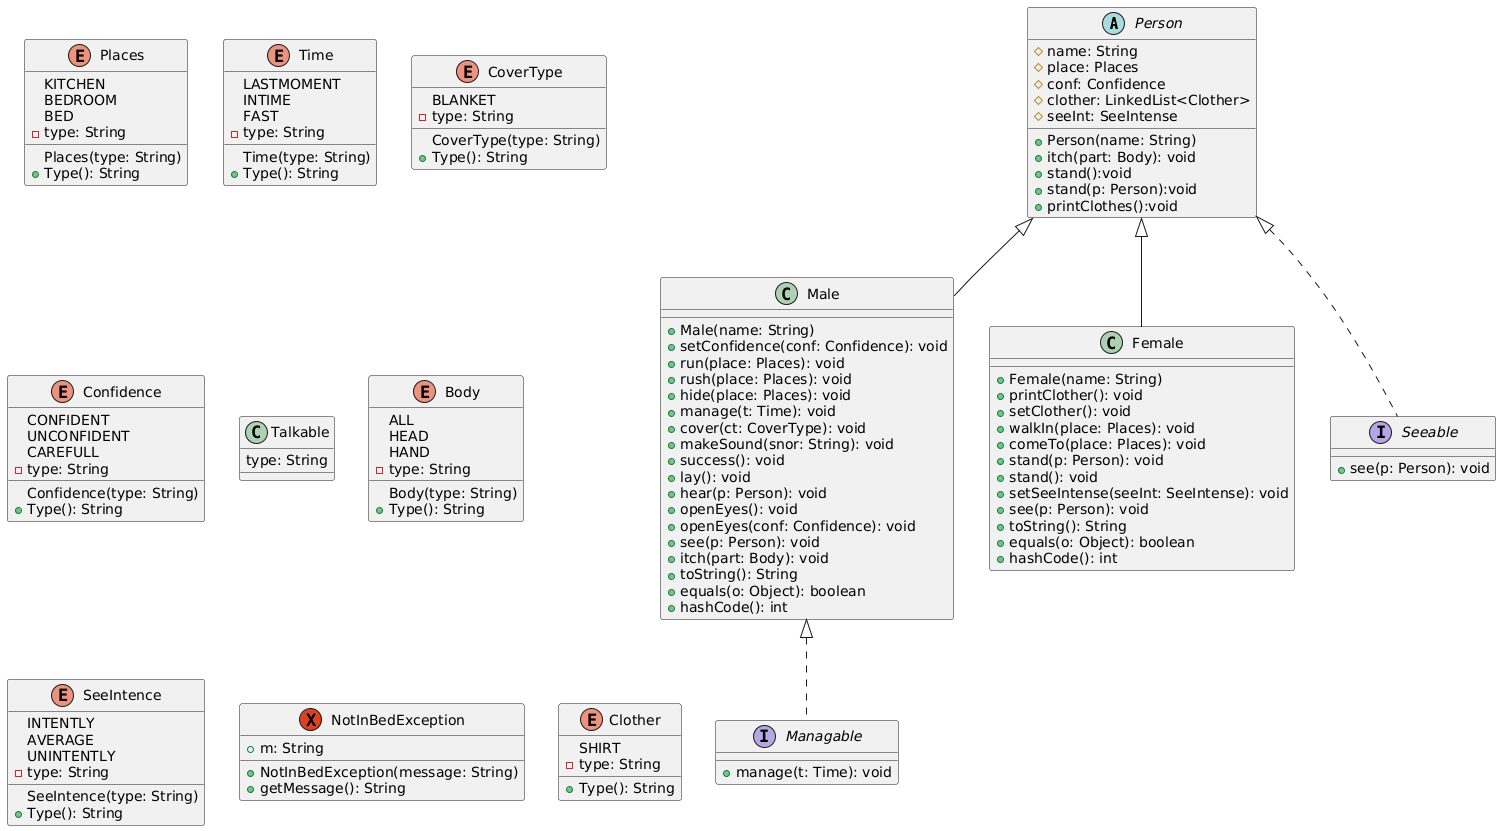 E Places
KITCHEN
BEDROOM
BED
type: String
Places(type: String)
Type(): String
E Time
LASTMOMENT
INTIME
FAST
type: String
Time(type: String)
Type(): String
E CoverType
BLANKET
type: String
CoverType(type: String)
Type(): String
A Person
name: String
place: Places
conf: Confidence
clother: LinkedList<Clother>
seeInt: SeeIntense
Person(name: String)
itch(part: Body): void
stand():void
stand(p: Person):void
printClothes():void
C Male
Male(name: String)
setConfidence(conf: Confidence): void
run(place: Places): void
rush(place: Places): void
hide(place: Places): void
manage(t: Time): void
cover(ct: CoverType): void
makeSound(snor: String): void
success(): void
lay(): void
hear(p: Person): void
openEyes(): void
openEyes(conf: Confidence): void
see(p: Person): void
itch(part: Body): void
toString(): String
equals(o: Object): boolean
hashCode(): int
C Female
Female(name: String)
printClother(): void
setClother(): void
walkIn(place: Places): void
comeTo(place: Places): void
stand(p: Person): void
stand(): void
setSeeIntense(seeInt: SeeIntense): void
see(p: Person): void
toString(): String
equals(o: Object): boolean
hashCode(): int
I Seeable
see(p: Person): void
E Confidence
CONFIDENT
UNCONFIDENT
CAREFULL
type: String
Confidence(type: String)
Type(): String
C Talkable
type: String
E Body
ALL
HEAD
HAND
type: String
Body(type: String)
Type(): String
E SeeIntence
INTENTLY
AVERAGE
UNINTENTLY
type: String
SeeIntence(type: String)
Type(): String
X NotInBedException
m: String
NotInBedException(message: String)
getMessage(): String
E Clother
SHIRT
type: String
Type(): String
I Managable
manage(t: Time): void